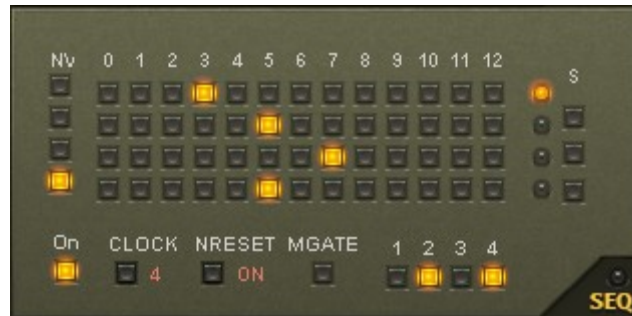 NV 0 1 2 3 4 5 6 7 8 9 10 11 12
S
On CLOCK NRESET MGATE 1 2 3 4
4 ON
SEQ